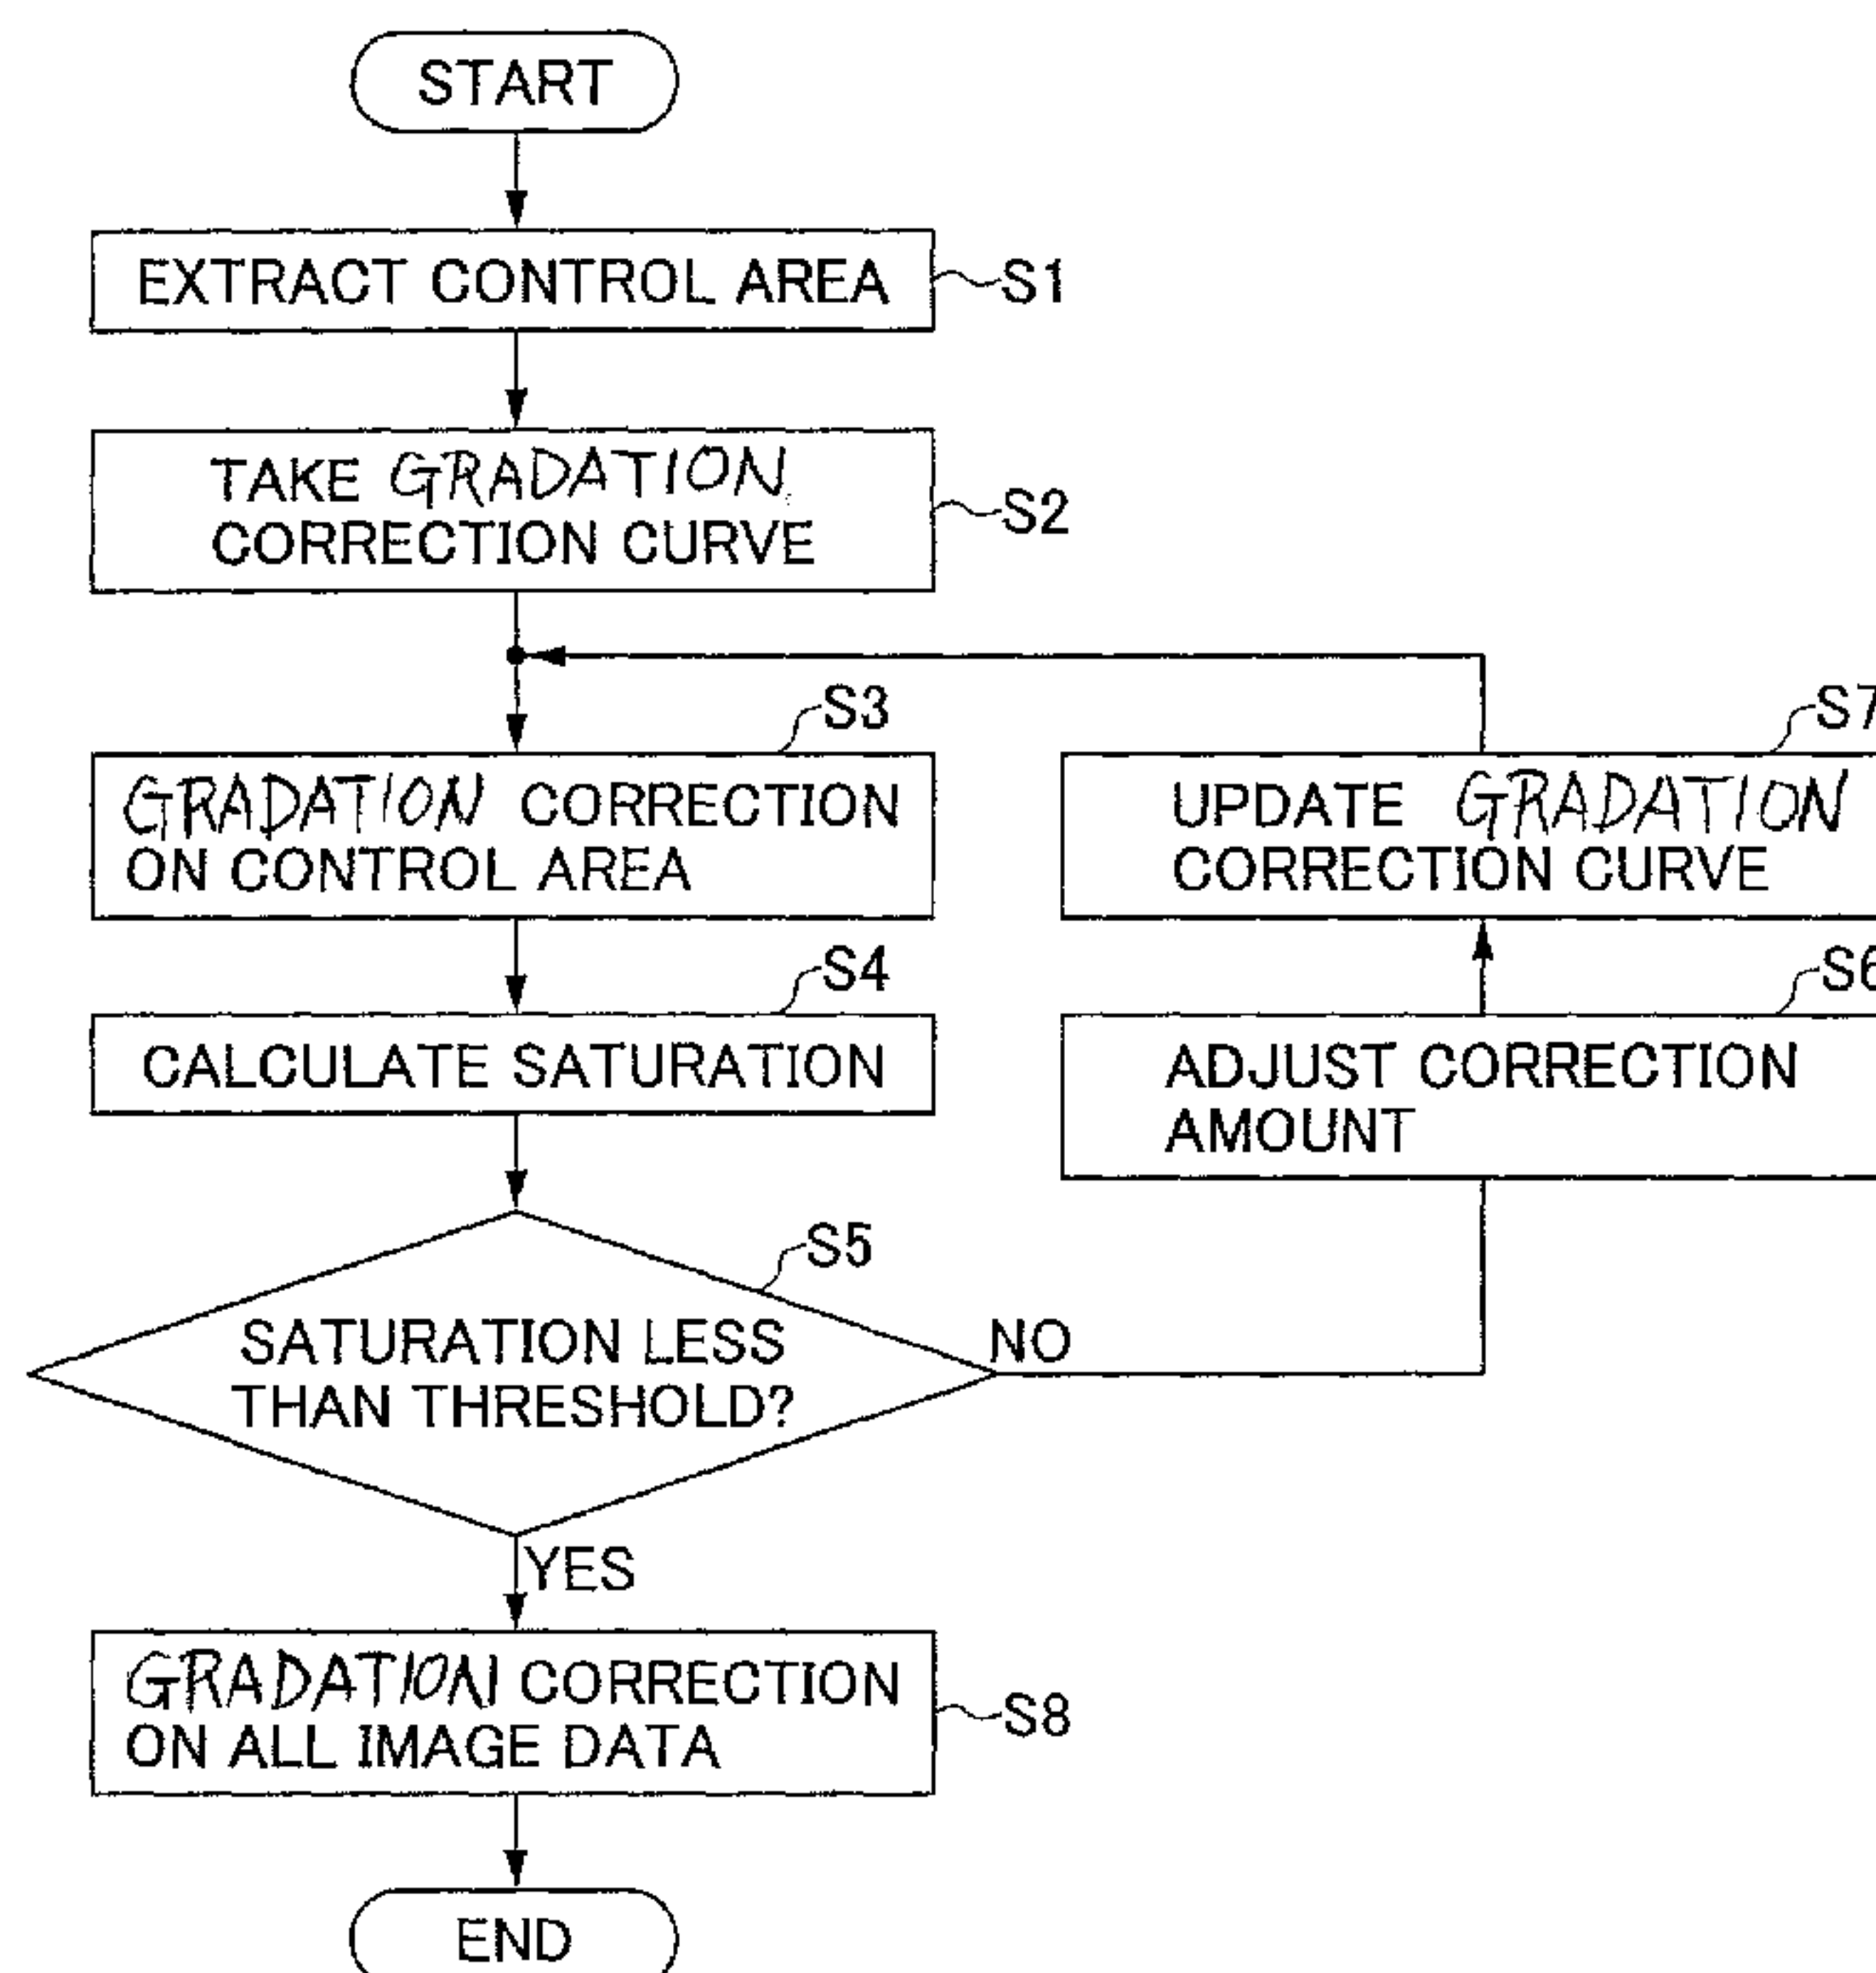 START
EXTRACT CONTROL AREA
S1
TAKE GRADATION
CORRECTION CURVE
S2
S3
GRADATION CORRECTION
ON CONTROL AREA
S4
CALCULATE SATURATION
S5
SATURATION LESS
THAN THRESHOLD?
NO
S6
ADJUST CORRECTION
AMOUNT
S7
UPDATE GRADATION
CORRECTION CURVE
YES
GRADATION CORRECTION
ON ALL IMAGE DATA
S8
END